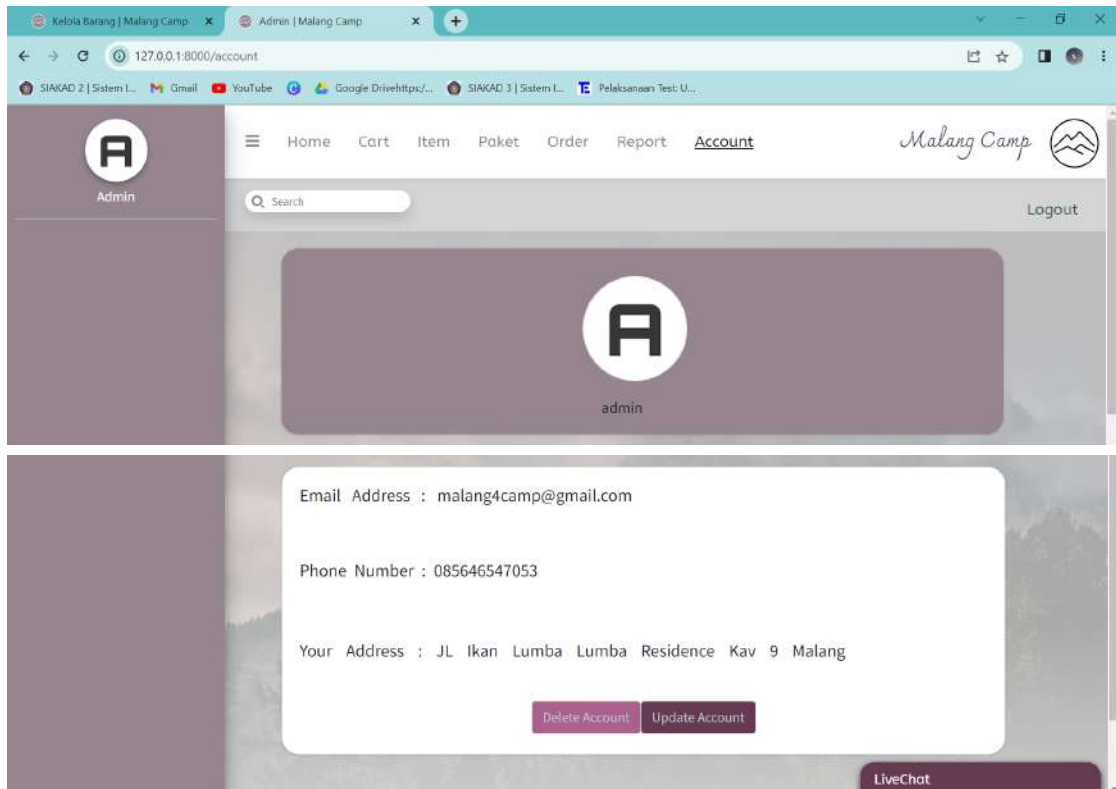 Kelola Barang | Malang Camp
Admin | Malang Camp
127.0.0.1:8000/account
SIAKAD 2 | Sistem I...
Gmail
YouTube
Google Drivehttps:/...
SIAKAD 3 | Sistem I...
TE
Pelaksanaan Test: U...
A
Admin
Home Cart Item Paket Order Report Account
Malang Camp
Search
Logout
A
admin
Email Address : malang4camp@gmail.com
Phone Number : 085646547053
Your Address : JL Ikan Lumba Lumba Residence Kav 9 Malang
Delete Account Update Account
LiveChat